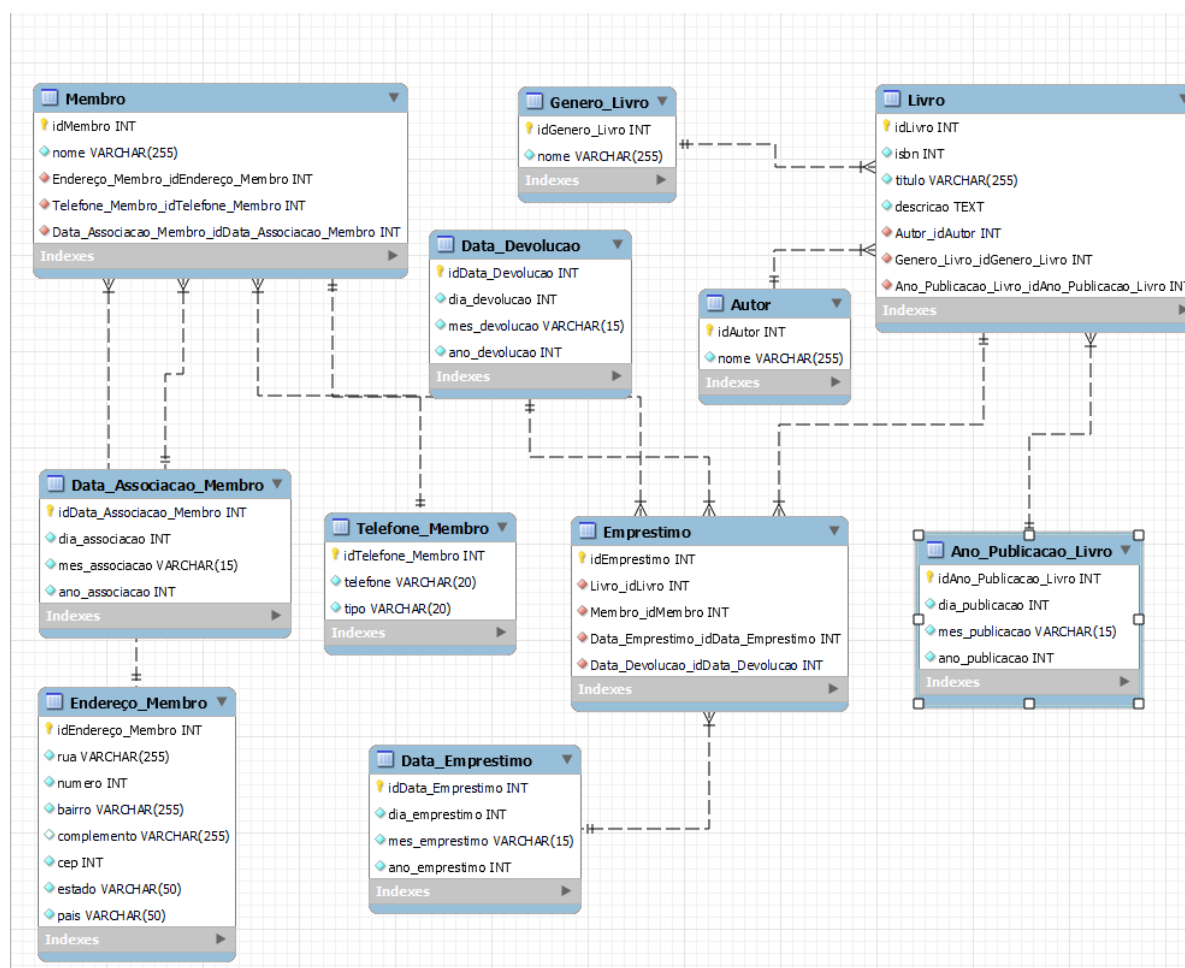 Membro
idMembro INT
nome VARCHAR(255)
Endereço_Membro_idEndereço_Membro INT
Telefone_Membro_idTelefone_Membro INT
Data_Associacao_Membro_idData_Associacao_Membro INT
Indexes
Genero_Livro
idGenero_Livro INT
nome VARCHAR(255)
Indexes
Livro
idLivro INT
isbn INT
titulo VARCHAR(255)
descricao TEXT
Autor_idAutor INT
Genero_Livro_idGenero_Livro INT
Ano_Publicacao_Livro_idAno_Publicacao_Livro INT
Indexes
Data_Devolucao
idData_Devolucao INT
dia_devolucao INT
mes_devolucao VARCHAR(15)
ano_devolucao INT
Indexes
Autor
idAutor INT
nome VARCHAR(255)
Indexes
Data_Associacao_Membro
idData_Associacao_Membro INT
dia_associacao INT
mes_associacao VARCHAR(15)
ano_associacao INT
Indexes
Telefone_Membro
idTelefone_Membro INT
telefone VARCHAR(20)
tipo VARCHAR(20)
Indexes
Emprestimo
idEmprestimo INT
Livro_idLivro INT
Membro_idMembro INT
Data_Emprestimo_idData_Emprestimo INT
Data_Devolucao_idData_Devolucao INT
Indexes
Ano_Publicacao_Livro
idAno_Publicacao_Livro INT
dia_publicacao INT
mes_publicacao VARCHAR(15)
ano_publicacao INT
Indexes
Endereço_Membro
idEndereço_Membro INT
rua VARCHAR(255)
numero INT
bairro VARCHAR(255)
complemento VARCHAR(255)
cep INT
estado VARCHAR(50)
pais VARCHAR(50)
Indexes
Data_Emprestimo
idData_Emprestimo INT
dia_emprestimo INT
mes_emprestimo VARCHAR(15)
ano_emprestimo INT
Indexes